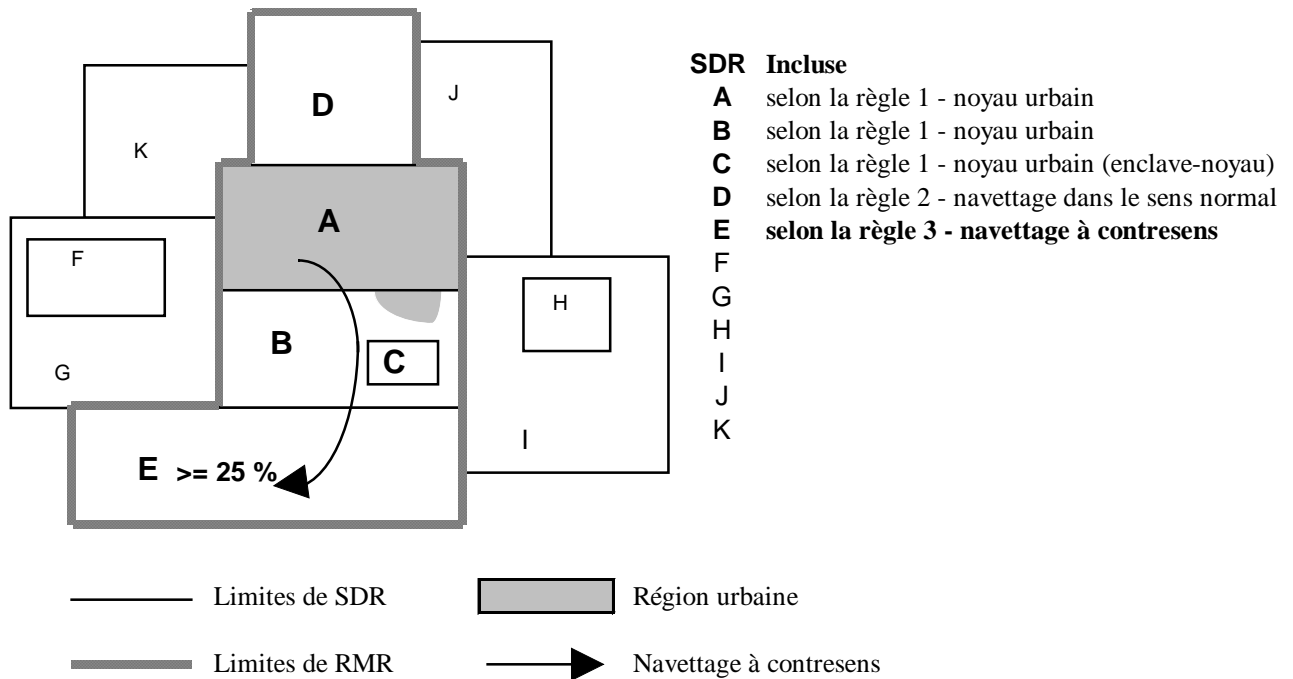 D
J
K
A
F
H
B
C
G
I
E >= 25 %
SDR Incluse
A selon la règle 1 - noyau urbain
B selon la règle 1 - noyau urbain
C selon la règle 1 - noyau urbain (enclave-noyau)
D selon la règle 2 - navettage dans le sens normal
E selon la règle 3 - navettage à contresens
F
G
H
I
J
K
Limites de SDR
Région urbaine
Limites de RMR
Navettage à contresens